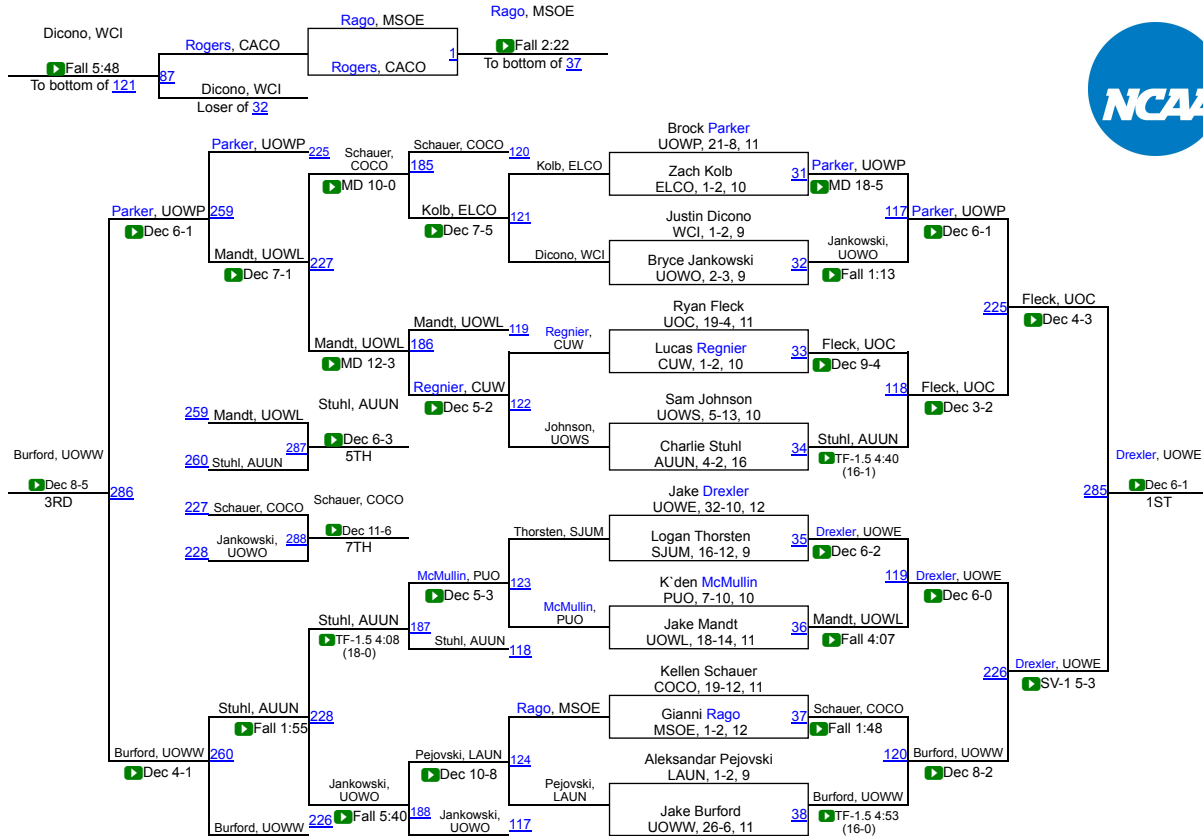 Dicono, WCI
Fall 5:48
To bottom of 121
Rogers, CACO
87
Dicono, WCI
Loser of 32
Rago, MSOE
Rogers, CACO
1
Rago, MSOE
Fall 2:22
To bottom of 37
NCAA
Brock Parker
UOWP, 21-8, 11
Zach Kolb
ELCO, 1-2, 10
31
Justin Dicono
WCI, 1-2, 9
Bryce Jankowski
UOWO, 2-3, 9
32
Ryan Fleck
UOC, 19-4, 11
Lucas Regnier
CUW, 1-2, 10
33
Sam Johnson
UOWS, 5-13, 10
Charlie Stuhl
AUUN, 4-2, 16
34
Jake Drexler
UOWE, 32-10, 12
Logan Thorsten
SJUM, 16-12, 9
35
K`den McMullin
PUO, 7-10, 10
Jake Mandt
UOWL, 18-14, 11
36
Kellen Schauer
COCO, 19-12, 11
Gianni Rago
MSOE, 1-2, 12
37
Aleksandar Pejovski
LAUN, 1-2, 9
Jake Burford
UOWW, 26-6, 11
38
Parker, UOWP
MD 18-5
117
Jankowski,
UOWO
Fall 1:13
Fleck, UOC
Dec 9-4
118
Stuhl, AUUN
TF-1.5 4:40
(16-1)
Drexler, UOWE
Dec 6-2
119
Mandt, UOWL
Fall 4:07
Schauer, COCO
Fall 1:48
120
Burford, UOWW
TF-1.5 4:53
(16-0)
Parker, UOWP
Dec 6-1
225
Fleck, UOC
Dec 3-2
Drexler, UOWE
Dec 6-0
226
Burford, UOWW
Dec 8-2
Fleck, UOC
Dec 4-3
285
Drexler, UOWE
SV-1 5-3
Drexler, UOWE
Dec 6-1
1ST
Kolb, ELCO
121
Dicono, WCI
Regnier,
CUW
122
Johnson,
UOWS
Thorsten, SJUM
123
McMullin,
PUO
Rago, MSOE
124
Pejovski,
LAUN
Schauer, COCO
120
185
Kolb, ELCO
Dec 7-5
Mandt, UOWL
119
186
Regnier, CUW
Dec 5-2
McMullin, PUO
Dec 5-3
187
Stuhl, AUUN
118
Pejovski, LAUN
Dec 10-8
188
Jankowski,
UOWO
117
Schauer,
COCO
MD 10-0
227
Mandt, UOWL
MD 12-3
Stuhl, AUUN
TF-1.5 4:08
(18-0)
228
Jankowski,
UOWO
Fall 5:40
Parker, UOWP
225
259
Mandt, UOWL
Dec 7-1
Stuhl, AUUN
Fall 1:55
260
Burford, UOWW
226
Parker, UOWP
Dec 6-1
286
Burford, UOWW
Dec 4-1
Burford, UOWW
Dec 8-5
3RD
259
Mandt, UOWL
287
260
Stuhl, AUUN
Stuhl, AUUN
Dec 6-3
5TH
227
Schauer, COCO
288
228
Jankowski,
UOWO
Schauer, COCO
Dec 11-6
7TH